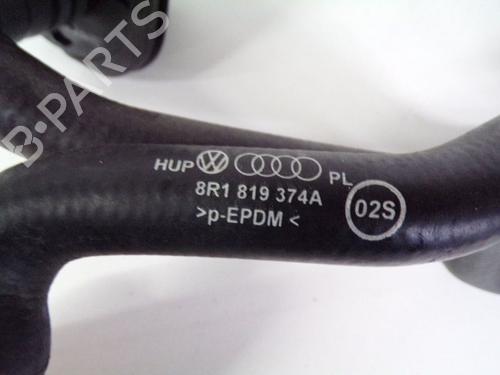 B-PARTS
HUP PL
8R1 819 374A
>p-EPDM <
02S